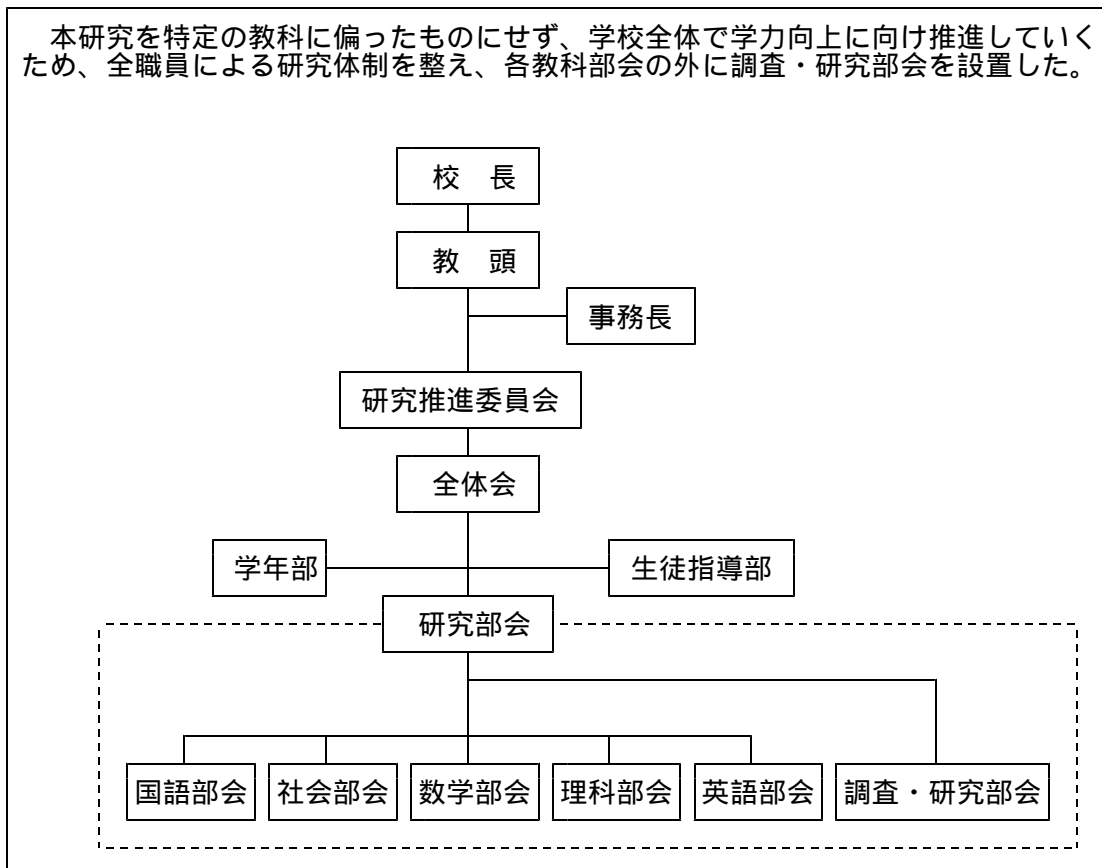 本研究を特定の教科に偏ったものにせず、学校全体で学力向上に向け推進していく
ため、全職員による研究体制を整え、各教科部会の外に調査・研究部会を設置した。
校　長
教　頭
事務長
研究推進委員会
全体会
学年部
生徒指導部
研究部会
国語部会
社会部会
数学部会
理科部会
英語部会
調査・研究部会